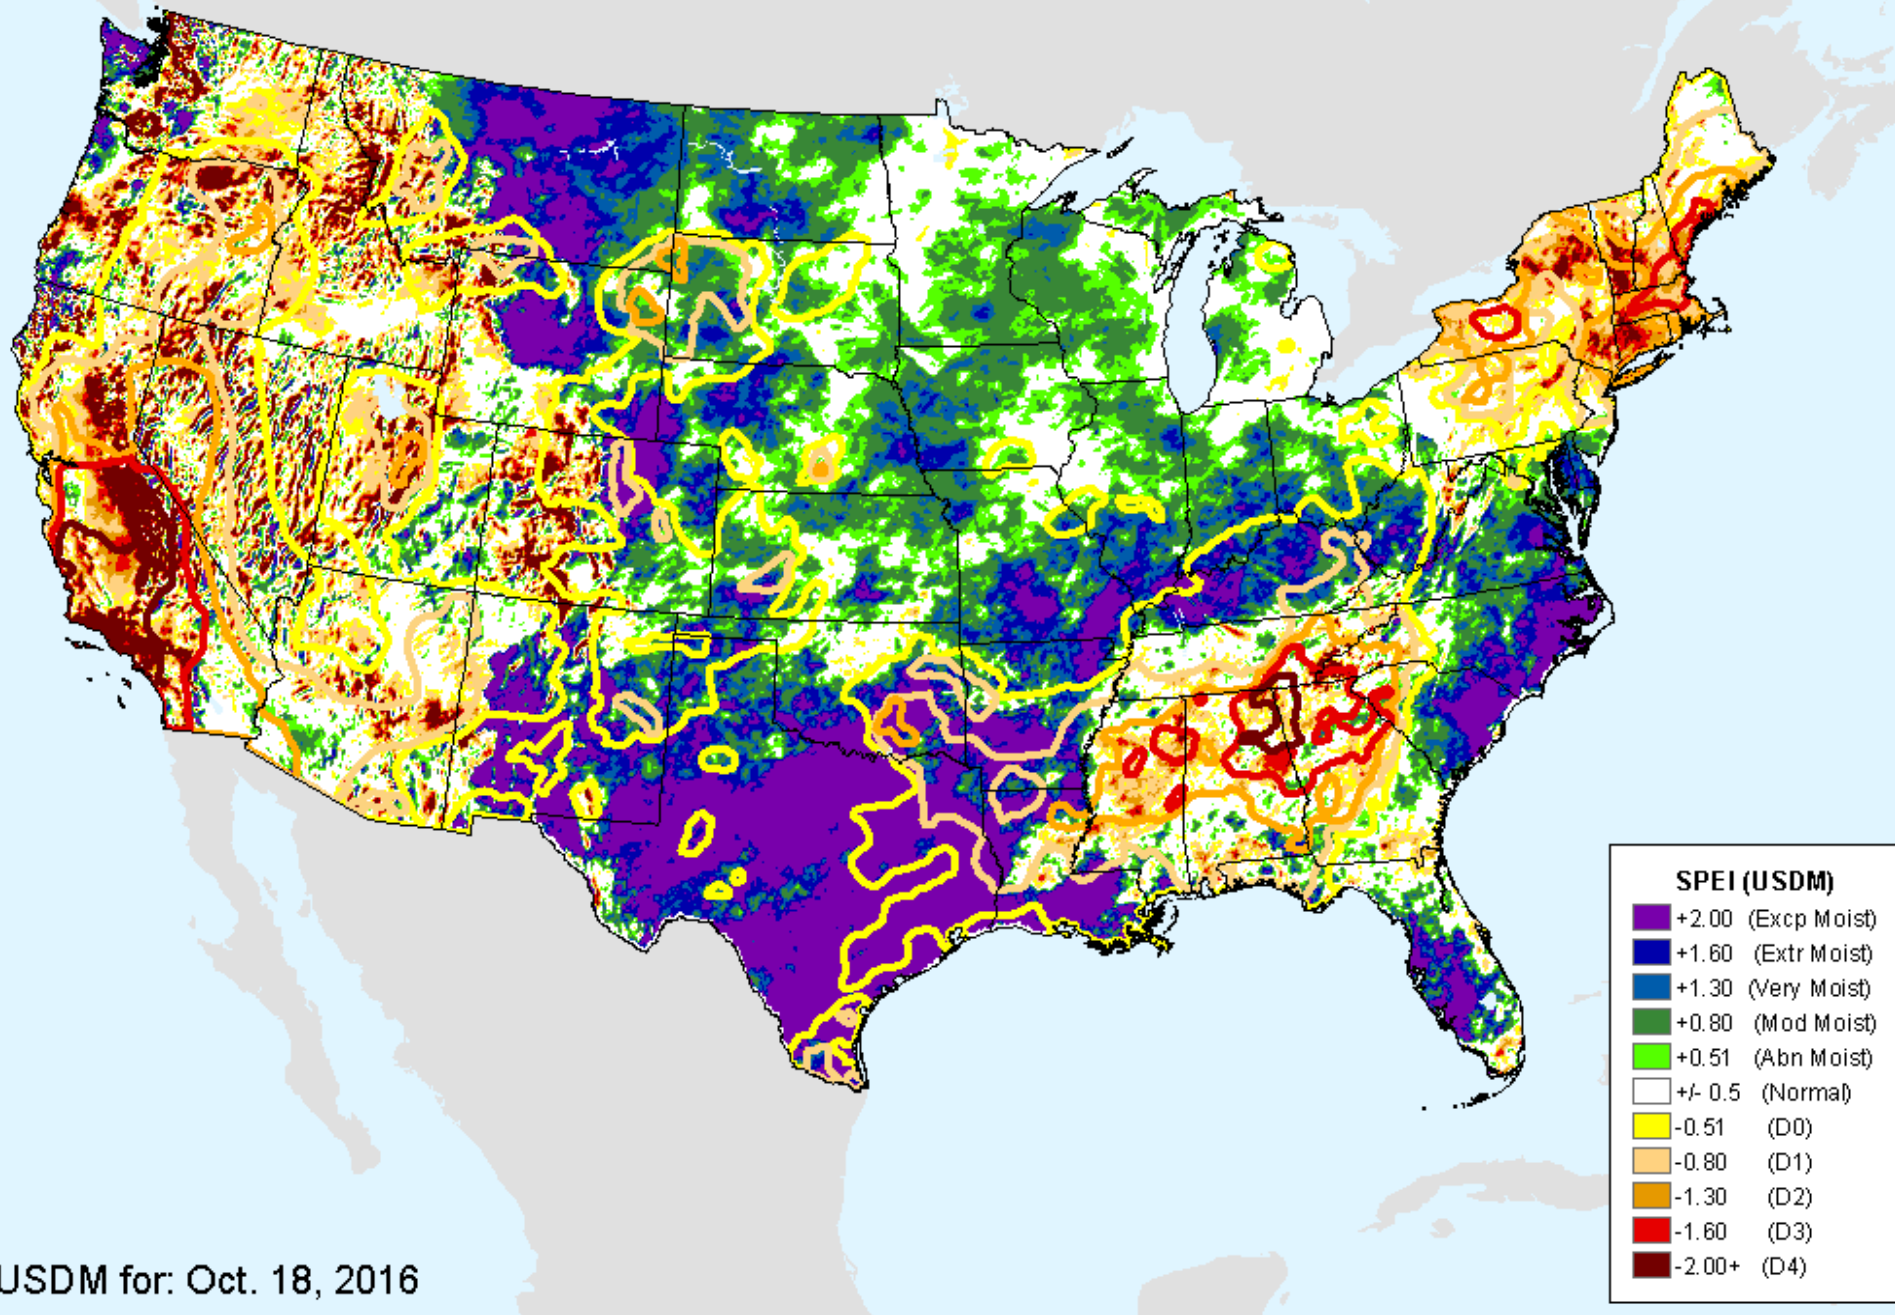 SPEI (USDM)
+2.00 (Excp Moist)
+1.60 (Extr Moist)
+1.30 (Very Moist)
+0.80 (Mod Moist)
+0.51 (Abn Moist)
+/- 0.5 (Normal)
-0.51 (D0)
-0.80 (D1)
-1.30 (D2)
-1.60 (D3)
-2.00+ (D4)
USDM for: Oct. 18, 2016